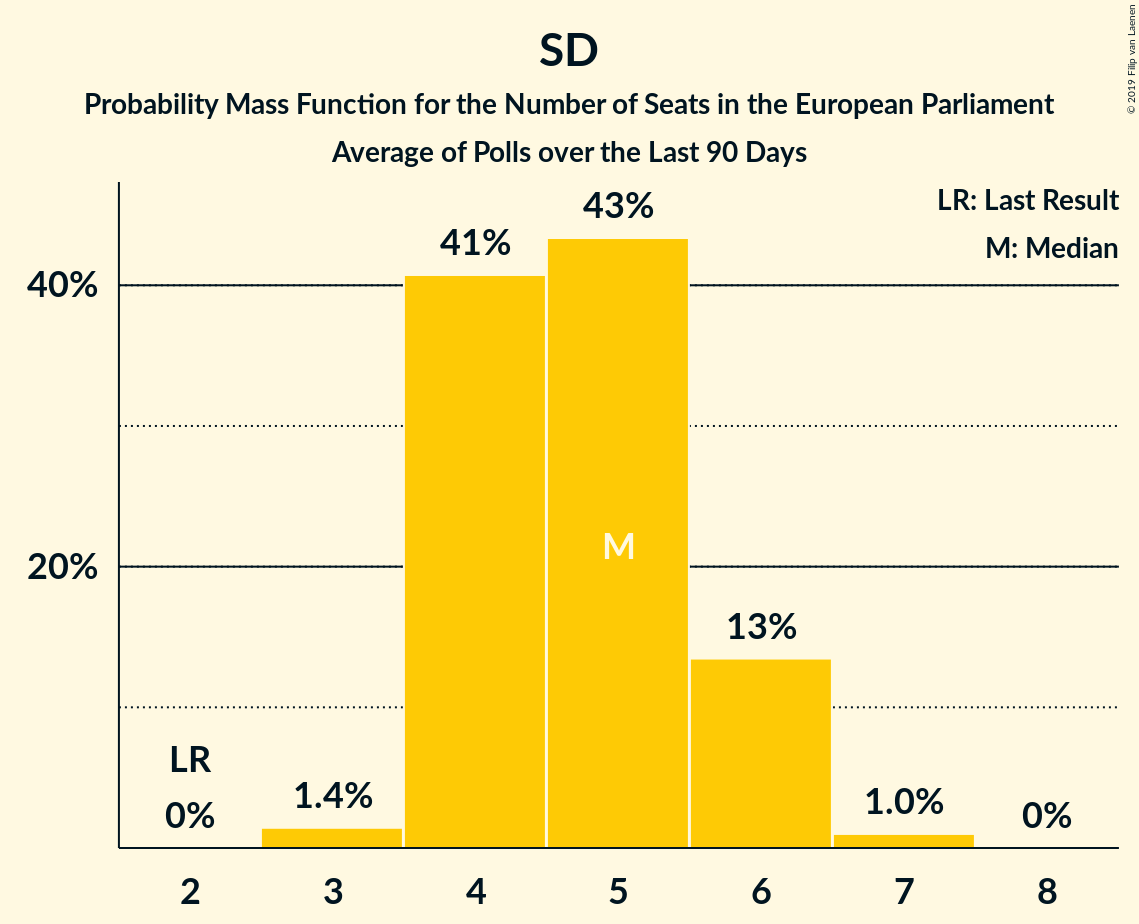 SD
Probability Mass Function for the Number of Seats in the European Parliament
Average of Polls over the Last 90 Days
© 2019 Filip van Laenen
LR: Last Result
M: Median
43%
41%
40%
M
20%
13%
LR
0%
1.4%
1.0%
0%
2 3 4 5 6 7 8